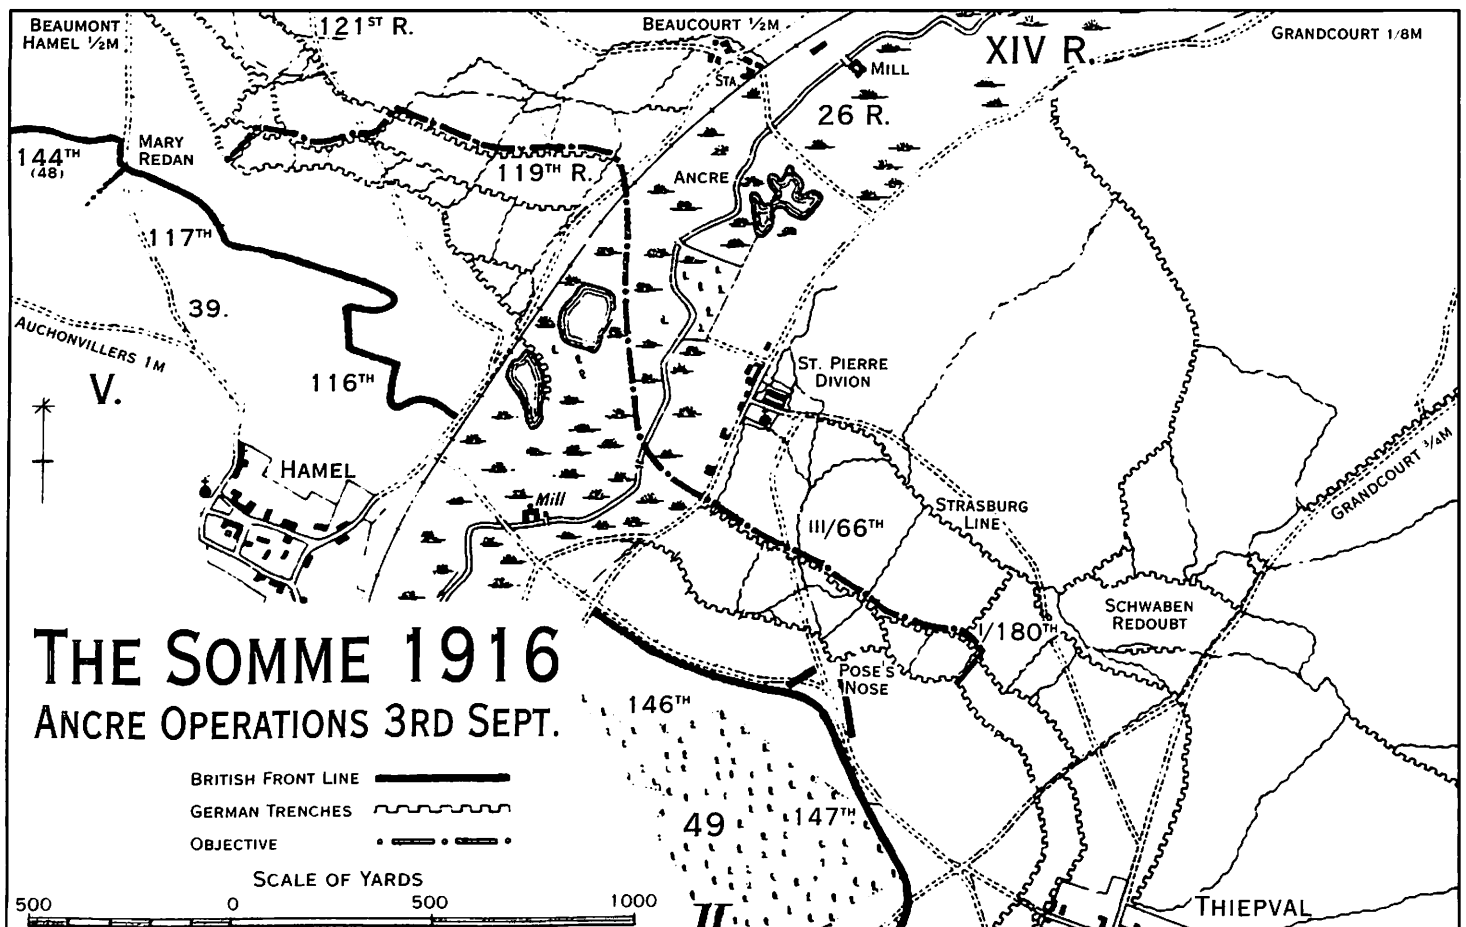 BEAUMONT
HAMEL ½M
121ST R.
BEAUCOURT ½M
XIV R.
GRANDCOURT 1/8M
STA.
MILL
26 R.
MARY
REDAN
144TH
(48)
119TH R.
ANCRE
117TH
39.
AUCHONVILLERS 1M
116TH
V.
ST. PIERRE
DIVION
HAMEL
Mill
STRASBURG
LINE
III/66TH
GRANDCOURT ¾M
SCHWABEN
REDOUBT
I/180TH
POSE'S
NOSE
THE SOMME 1916
ANCRE OPERATIONS 3RD SEPT.
146TH
BRITISH FRONT LINE
GERMAN TRENCHES
OBJECTIVE
49
147TH
SCALE OF YARDS
500 0 500 1000
II
THIEPVAL